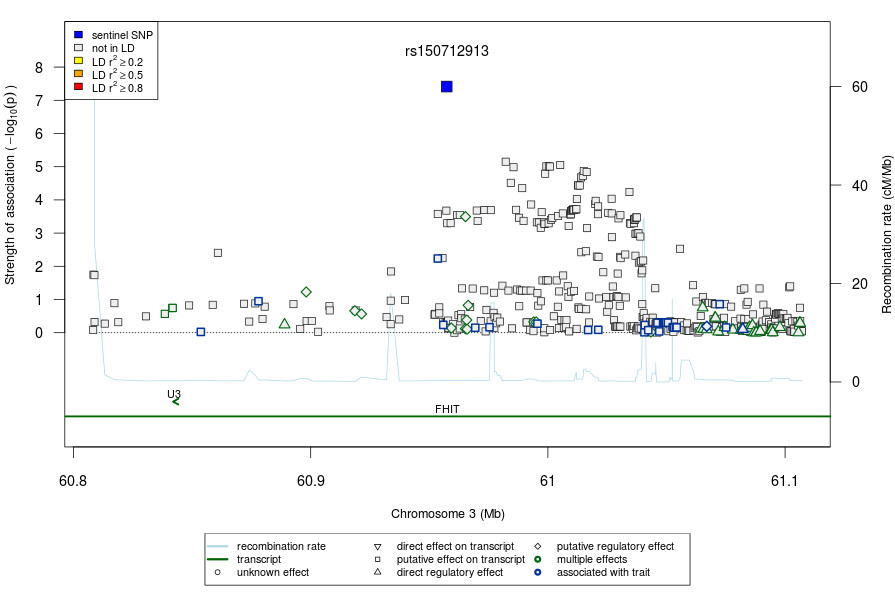 sentinel SNP
not in LD
LD r² ≥ 0.2
LD r² ≥ 0.5
LD r² ≥ 0.8
rs150712913
Strength of association (−log₁₀(p))
8
7
6
5
4
3
2
1
0
Recombination rate (cM/Mb)
60
40
20
0
U3
FHIT
60.8
60.9
61
61.1
Chromosome 3 (Mb)
recombination rate
transcript
unknown effect
direct effect on transcript
putative effect on transcript
direct regulatory effect
putative regulatory effect
multiple effects
associated with trait